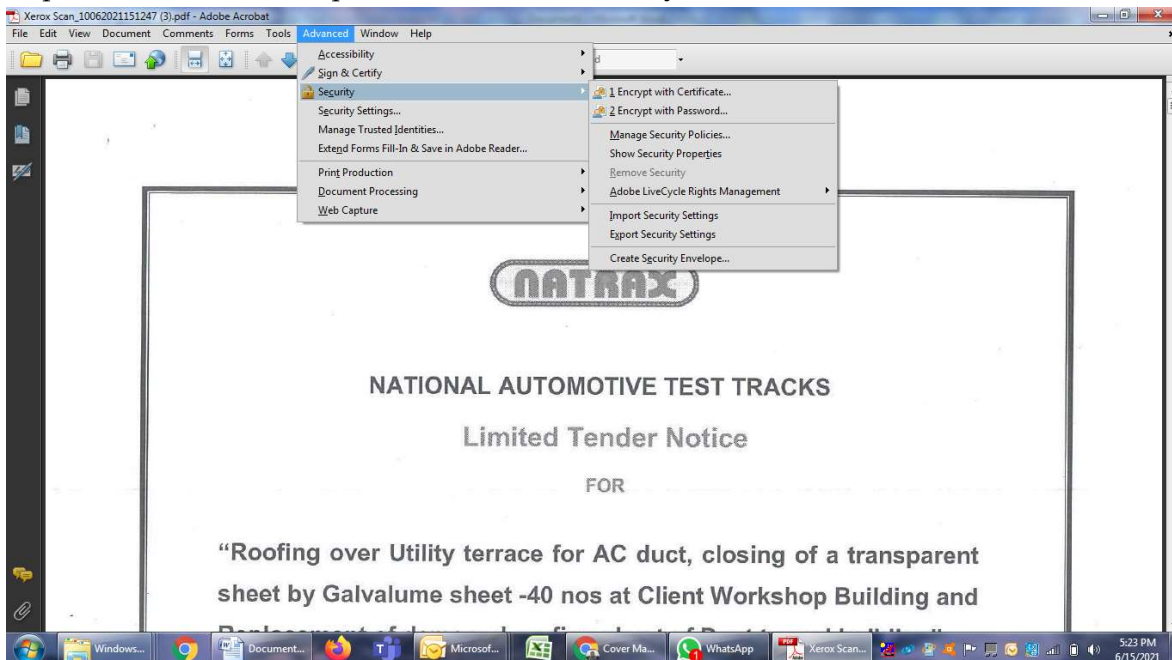 Xerox Scan_10062021151247 (3).pdf - Adobe Acrobat
File Edit View Document Comments Forms Tools Advanced Window Help
Accessibility
Sign & Certify
Security
Security Settings...
Manage Trusted Identities...
Extend Forms Fill-In & Save in Adobe Reader...
Print Production
Document Processing
Web Capture
1 Encrypt with Certificate...
2 Encrypt with Password...
Manage Security Policies...
Show Security Properties
Remove Security
Adobe LiveCycle Rights Management
Import Security Settings
Export Security Settings
Create Security Envelope...
NATRAX
NATIONAL AUTOMOTIVE TEST TRACKS
Limited Tender Notice
FOR
“Roofing over Utility terrace for AC duct, closing of a transparent
sheet by Galvalume sheet -40 nos at Client Workshop Building and
Windows... Document... Microsof... Cover Ma... WhatsApp Xerox Scan... 5:23 PM
6/15/2021